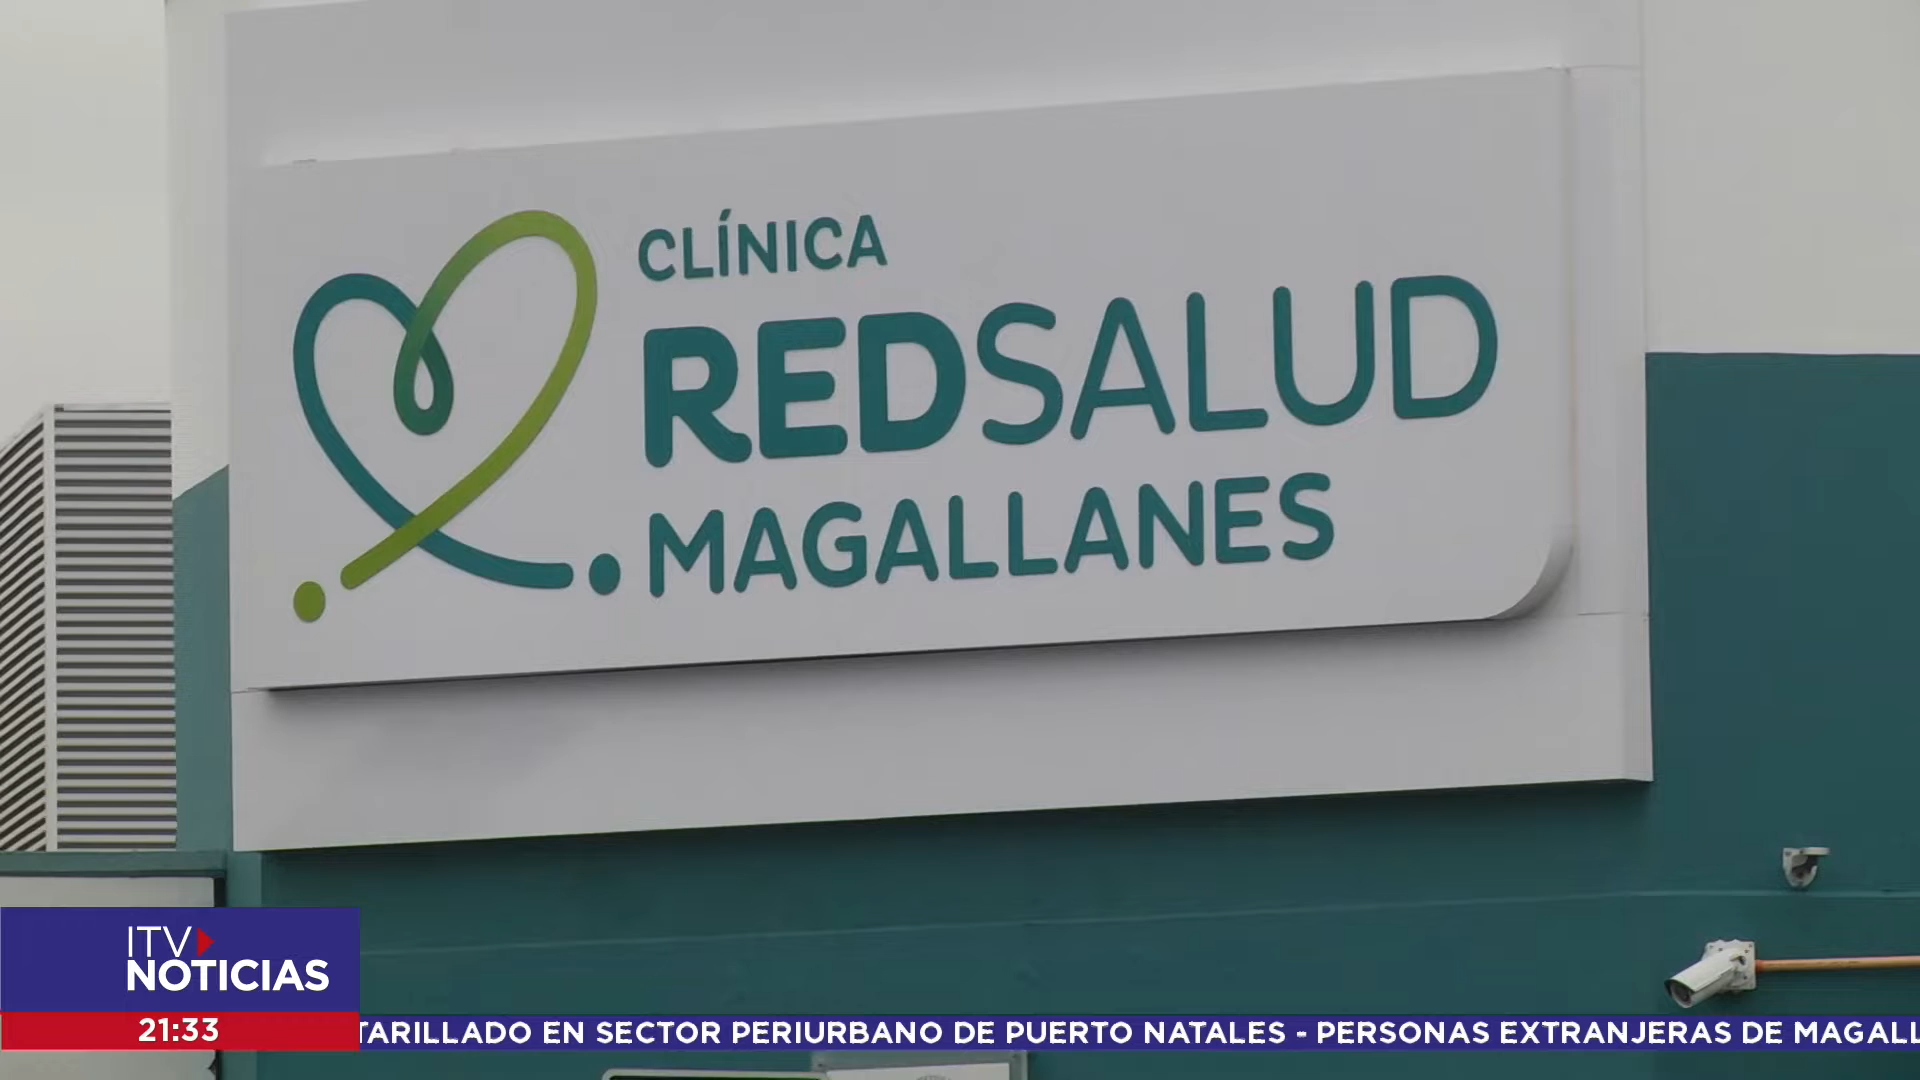 CLÍNICA
REDSALUD
MAGALLANES
ITV
NOTICIAS
21:33
TARILLADO EN SECTOR PERIURBANO DE PUERTO NATALES - PERSONAS EXTRANJERAS DE MAGALL